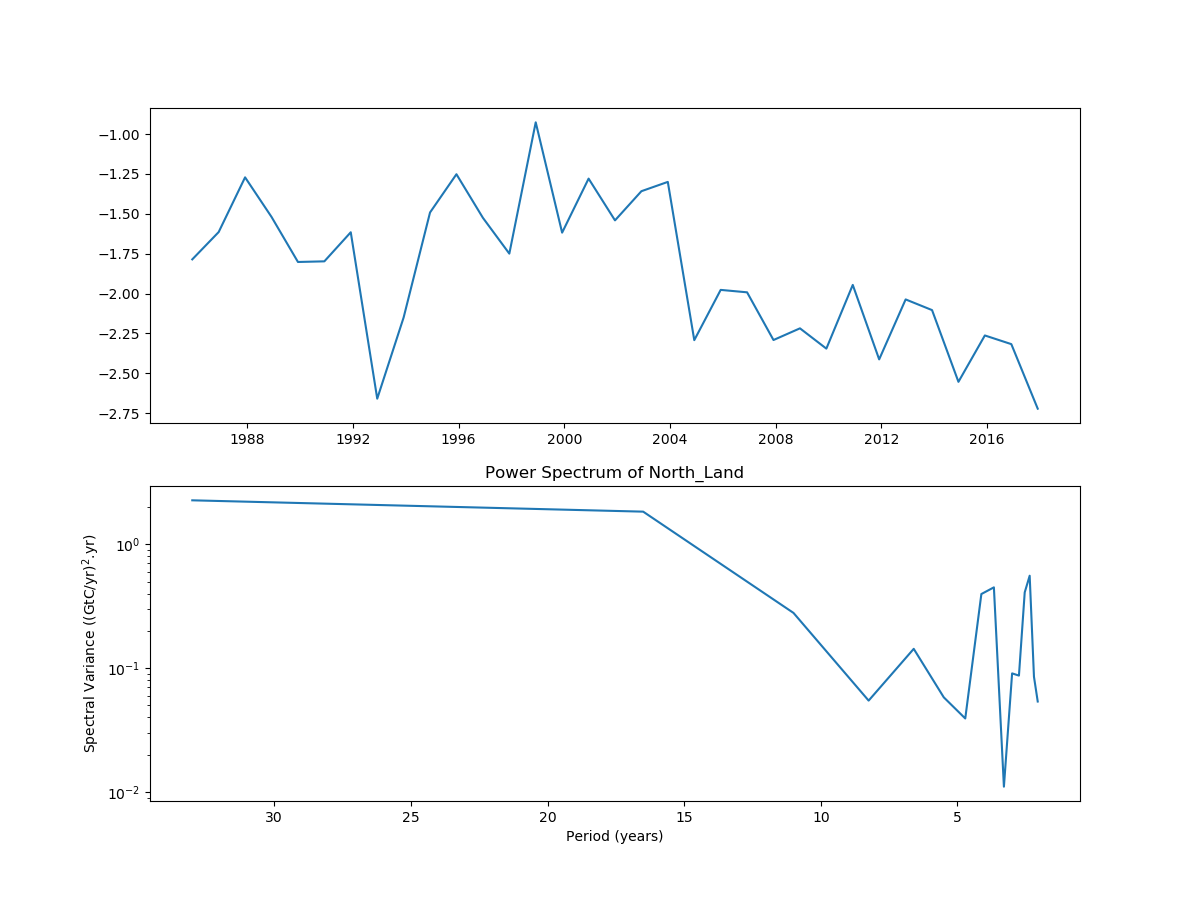 −1.00
−1.25
−1.50
−1.75
−2.00
−2.25
−2.50
−2.75
1988 1992 1996 2000 2004 2008 2012 2016
Power Spectrum of North_Land
Spectral Variance ((GtC/yr)².yr)
10⁰
10⁻¹
10⁻²
30 25 20 15 10 5
Period (years)